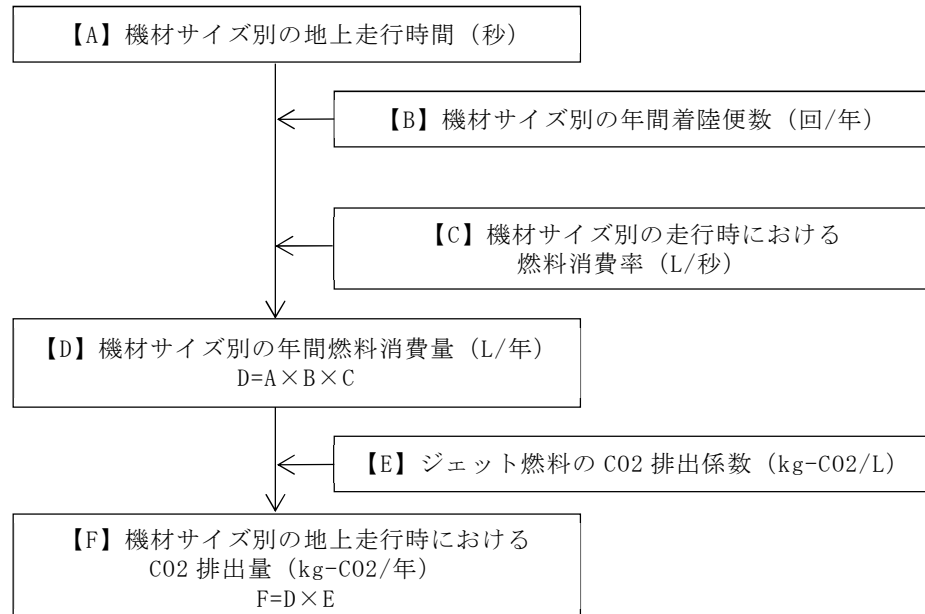 【A】機材サイズ別の地上走行時間（秒）
【B】機材サイズ別の年間着陸便数（回/年）
【C】機材サイズ別の走行時における
燃料消費率（L/秒）
【D】機材サイズ別の年間燃料消費量（L/年）
D=A×B×C
【E】ジェット燃料の CO2 排出係数（kg-CO2/L）
【F】機材サイズ別の地上走行時における
CO2 排出量（kg-CO2/年）
F=D×E